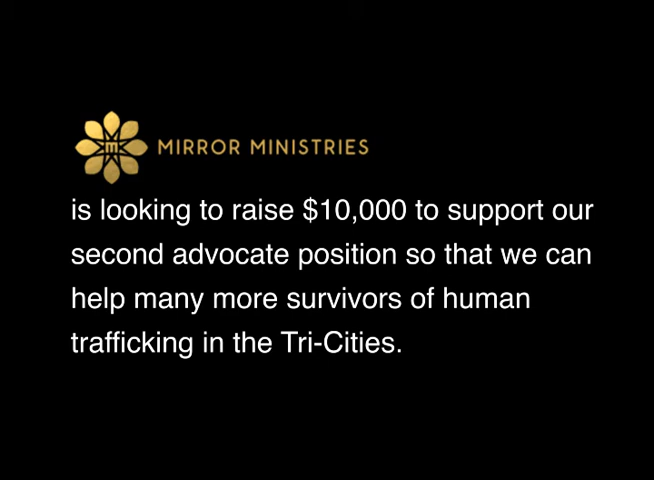 m
MIRROR MINISTRIES
is looking to raise $10,000 to support our
second advocate position so that we can
help many more survivors of human
trafficking in the Tri-Cities.